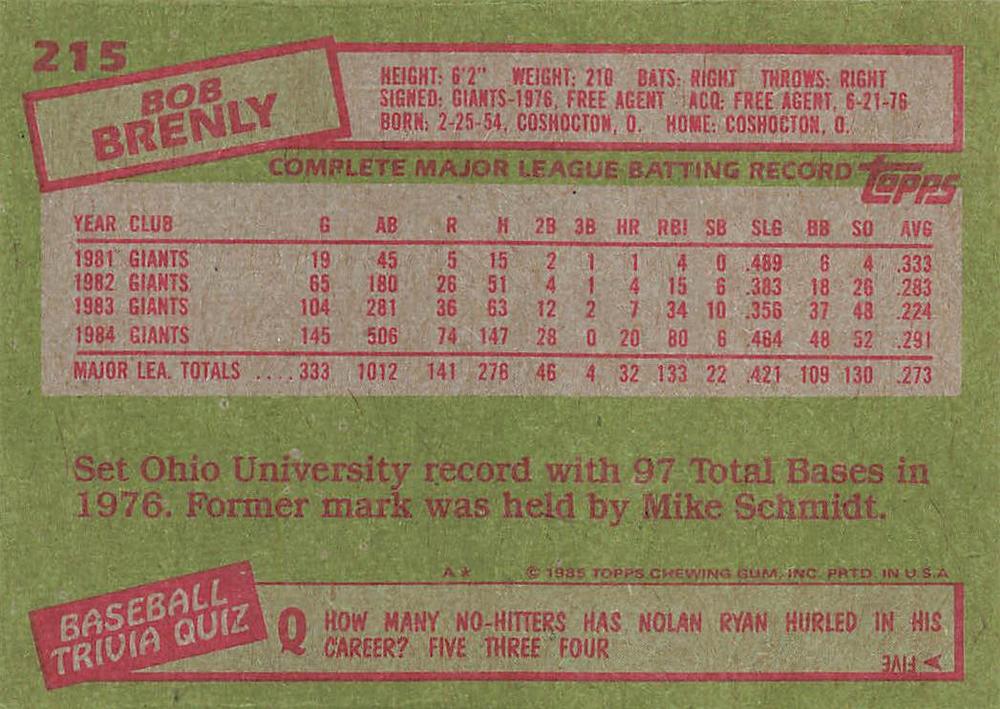 215
BOB
BRENLY
HEIGHT: 6'2" WEIGHT: 210 BATS: RIGHT THROWS: RIGHT
SIGNED: GIANTS-1976, FREE AGENT ACQ: FREE AGENT, 6-21-76
BORN: 2-25-54, COSHOCTON, O. HOME: COSHOCTON, O.
COMPLETE MAJOR LEAGUE BATTING RECORD topps
YEAR CLUB G AB R H 2B 3B HR RBI SB SLG BB SO AVG
1981 GIANTS 19 45 5 15 2 1 1 4 0 .489 6 4 .333
1982 GIANTS 65 180 26 51 4 1 4 15 6 .383 18 26 .283
1983 GIANTS 104 281 36 63 12 2 7 34 10 .356 37 48 .224
1984 GIANTS 145 506 74 147 28 0 20 80 6 .464 48 52 .291
MAJOR LEA. TOTALS .... 333 1012 141 276 46 4 32 133 22 .421 109 130 .273
Set Ohio University record with 97 Total Bases in
1976. Former mark was held by Mike Schmidt.
A* © 1985 TOPPS CHEWING GUM, INC. PRTD. IN U.S.A.
BASEBALL
TRIVIA QUIZ
Q HOW MANY NO-HITTERS HAS NOLAN RYAN HURLED IN HIS
CAREER? FIVE THREE FOUR
A FIVE